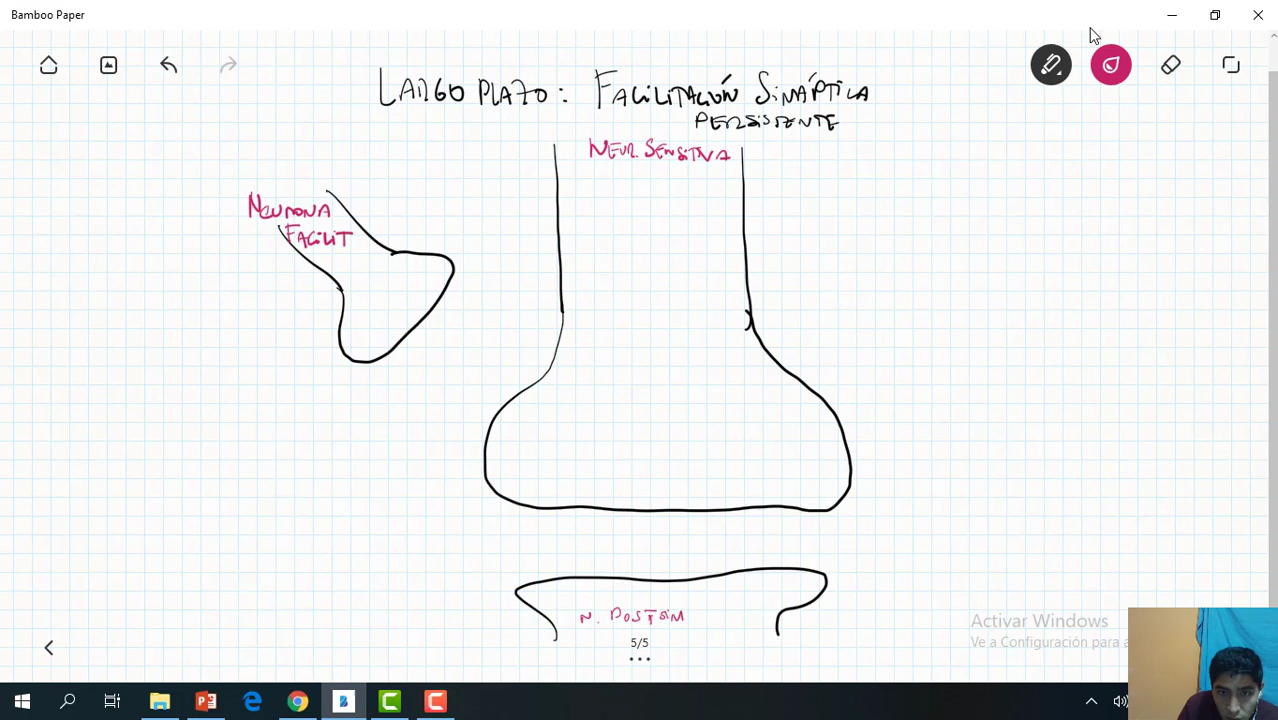 Bamboo Paper
LARGO PLAZO: FACILITACIÓN SINÁPTICA
PERSISTENTE
NEUR. SENSITIVA
NEURONA
FACILIT
N. POSTSIN
5/5
Activar Windows
Ve a Configuración para a